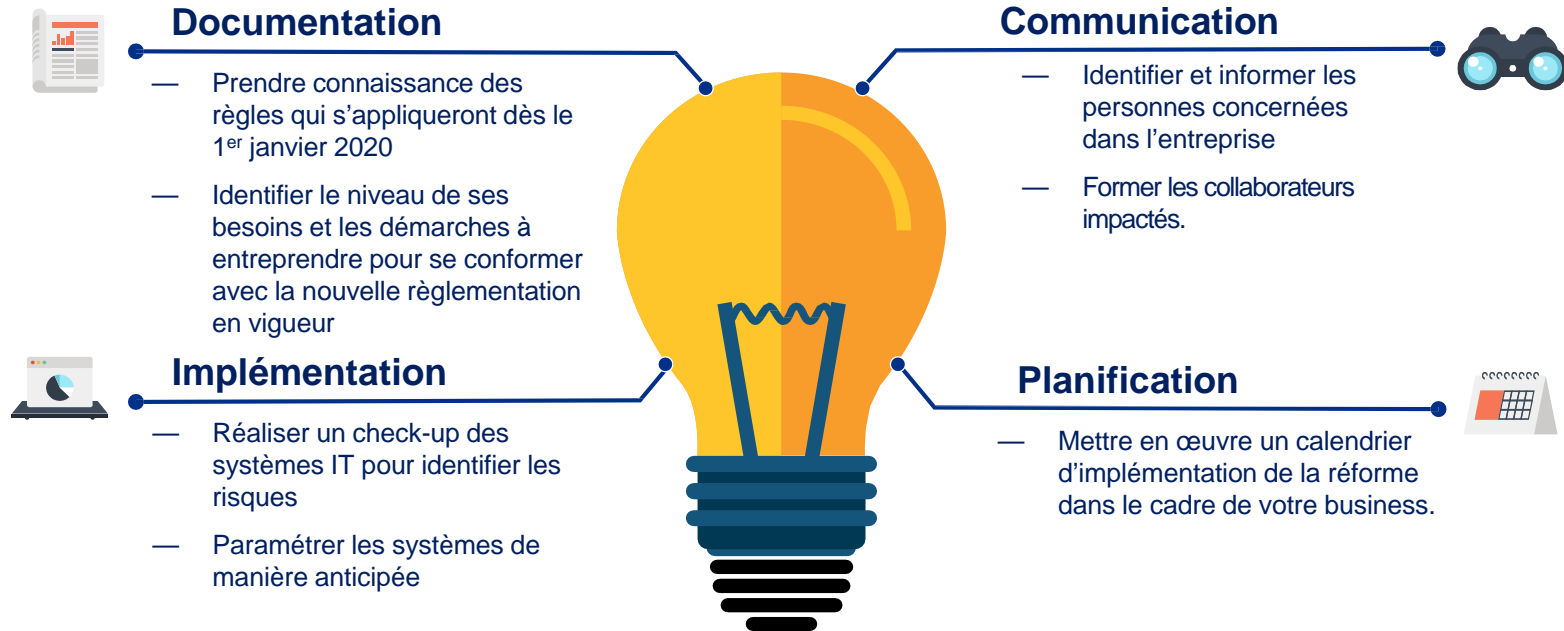 Documentation
— Prendre connaissance des
règles qui s’appliqueront dès le
1er janvier 2020
— Identifier le niveau de ses
besoins et les démarches à
entreprendre pour se conformer
avec la nouvelle règlementation
en vigueur
Communication
— Identifier et informer les
personnes concernées
dans l’entreprise
— Former les collaborateurs
impactés.
Implémentation
— Réaliser un check-up des
systèmes IT pour identifier les
risques
— Paramétrer les systèmes de
manière anticipée
Planification
— Mettre en œuvre un calendrier
d’implémentation de la réforme
dans le cadre de votre business.